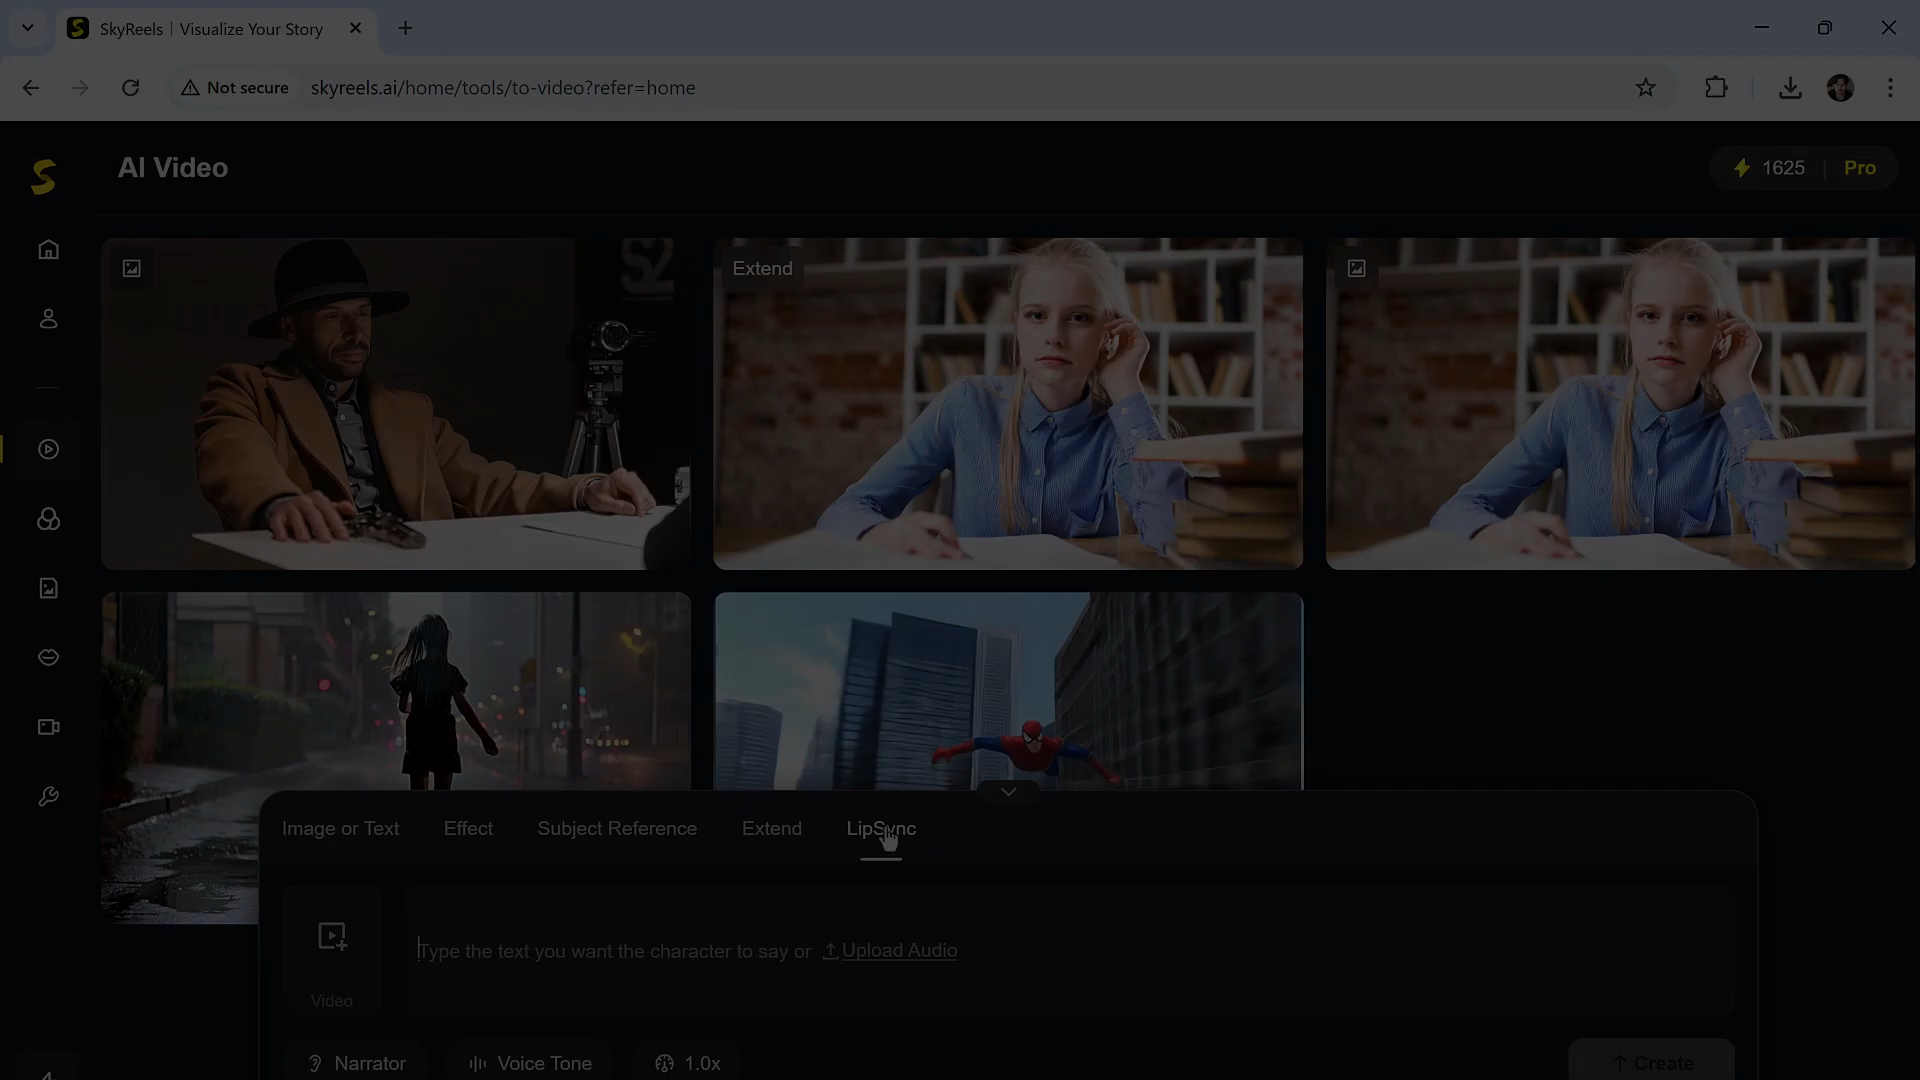 SkyReels | Visualize Your Story
Not secure
skyreels.ai/home/tools/to-video?refer=home
AI Video
1625 | Pro
Extend
Image or Text
Effect
Subject Reference
Extend
LipSync
Type the text you want the character to say or Upload Audio
Video
Narrator
Voice Tone
1.0x
Create